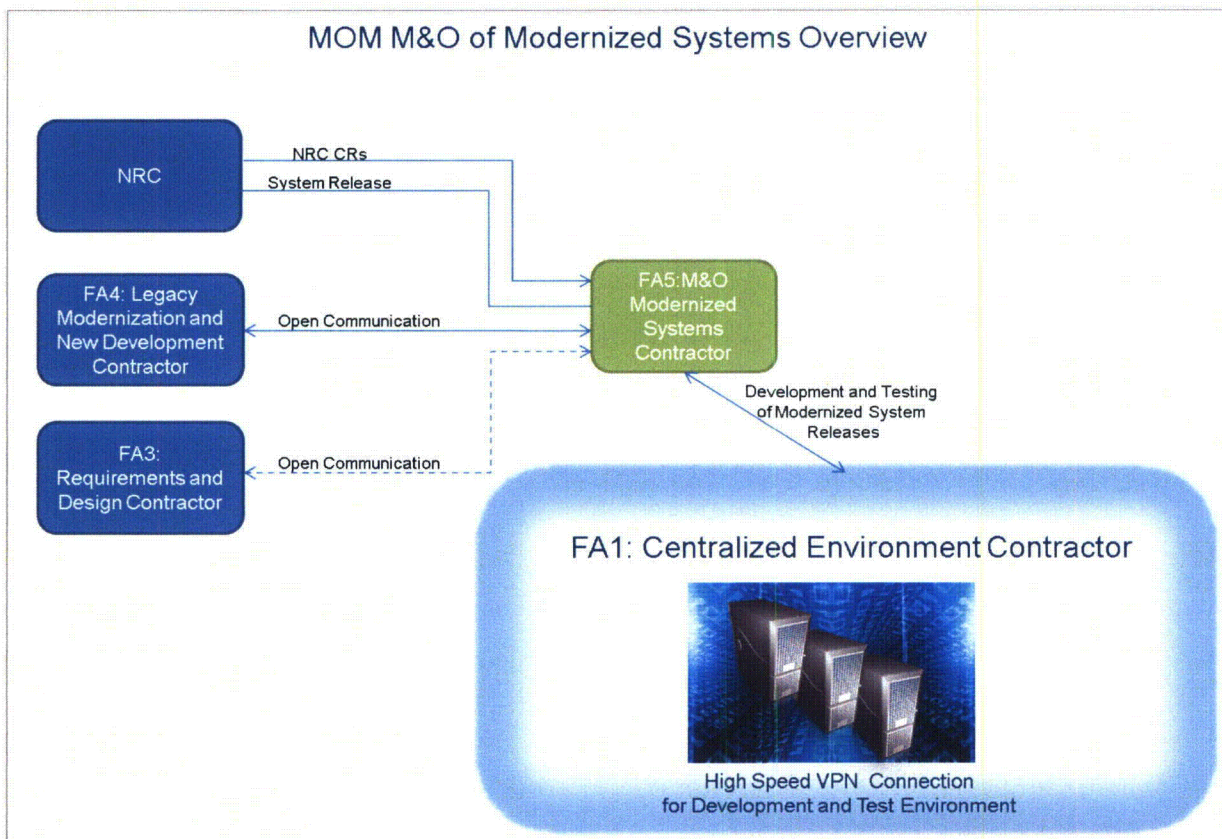 MOM M&O of Modernized Systems Overview
NRC
NRC CRs
System Release
FA4: Legacy
Modernization and
New Development
Contractor
Open Communication
FA5:M&O
Modernized
Systems
Contractor
FA3:
Requirements and
Design Contractor
Open Communication
Development and Testing
of Modernized System
Releases
FA1: Centralized Environment Contractor
High Speed VPN Connection
for Development and Test Environment